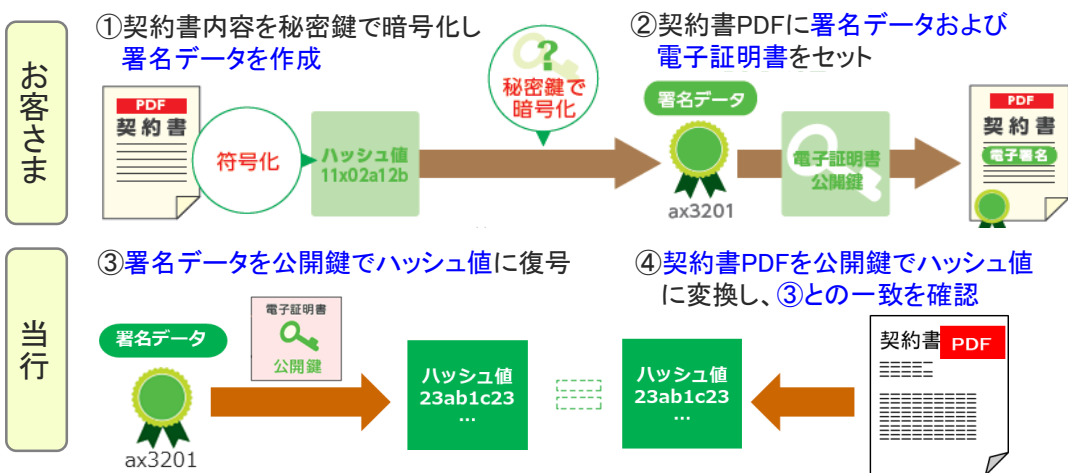 お客さま
①契約書内容を秘密鍵で暗号化し
署名データを作成
PDF
契約書
符号化
ハッシュ値
11x02a12b
?
秘密鍵で
暗号化
②契約書PDFに署名データおよび
電子証明書をセット
署名データ
ax3201
電子証明書
公開鍵
PDF
契約書
電子署名
当行
③署名データを公開鍵でハッシュ値に復号
署名データ
ax3201
電子証明書
公開鍵
ハッシュ値
23ab1c23
…
④契約書PDFを公開鍵でハッシュ値
に変換し、③との一致を確認
ハッシュ値
23ab1c23
…
契約書 PDF